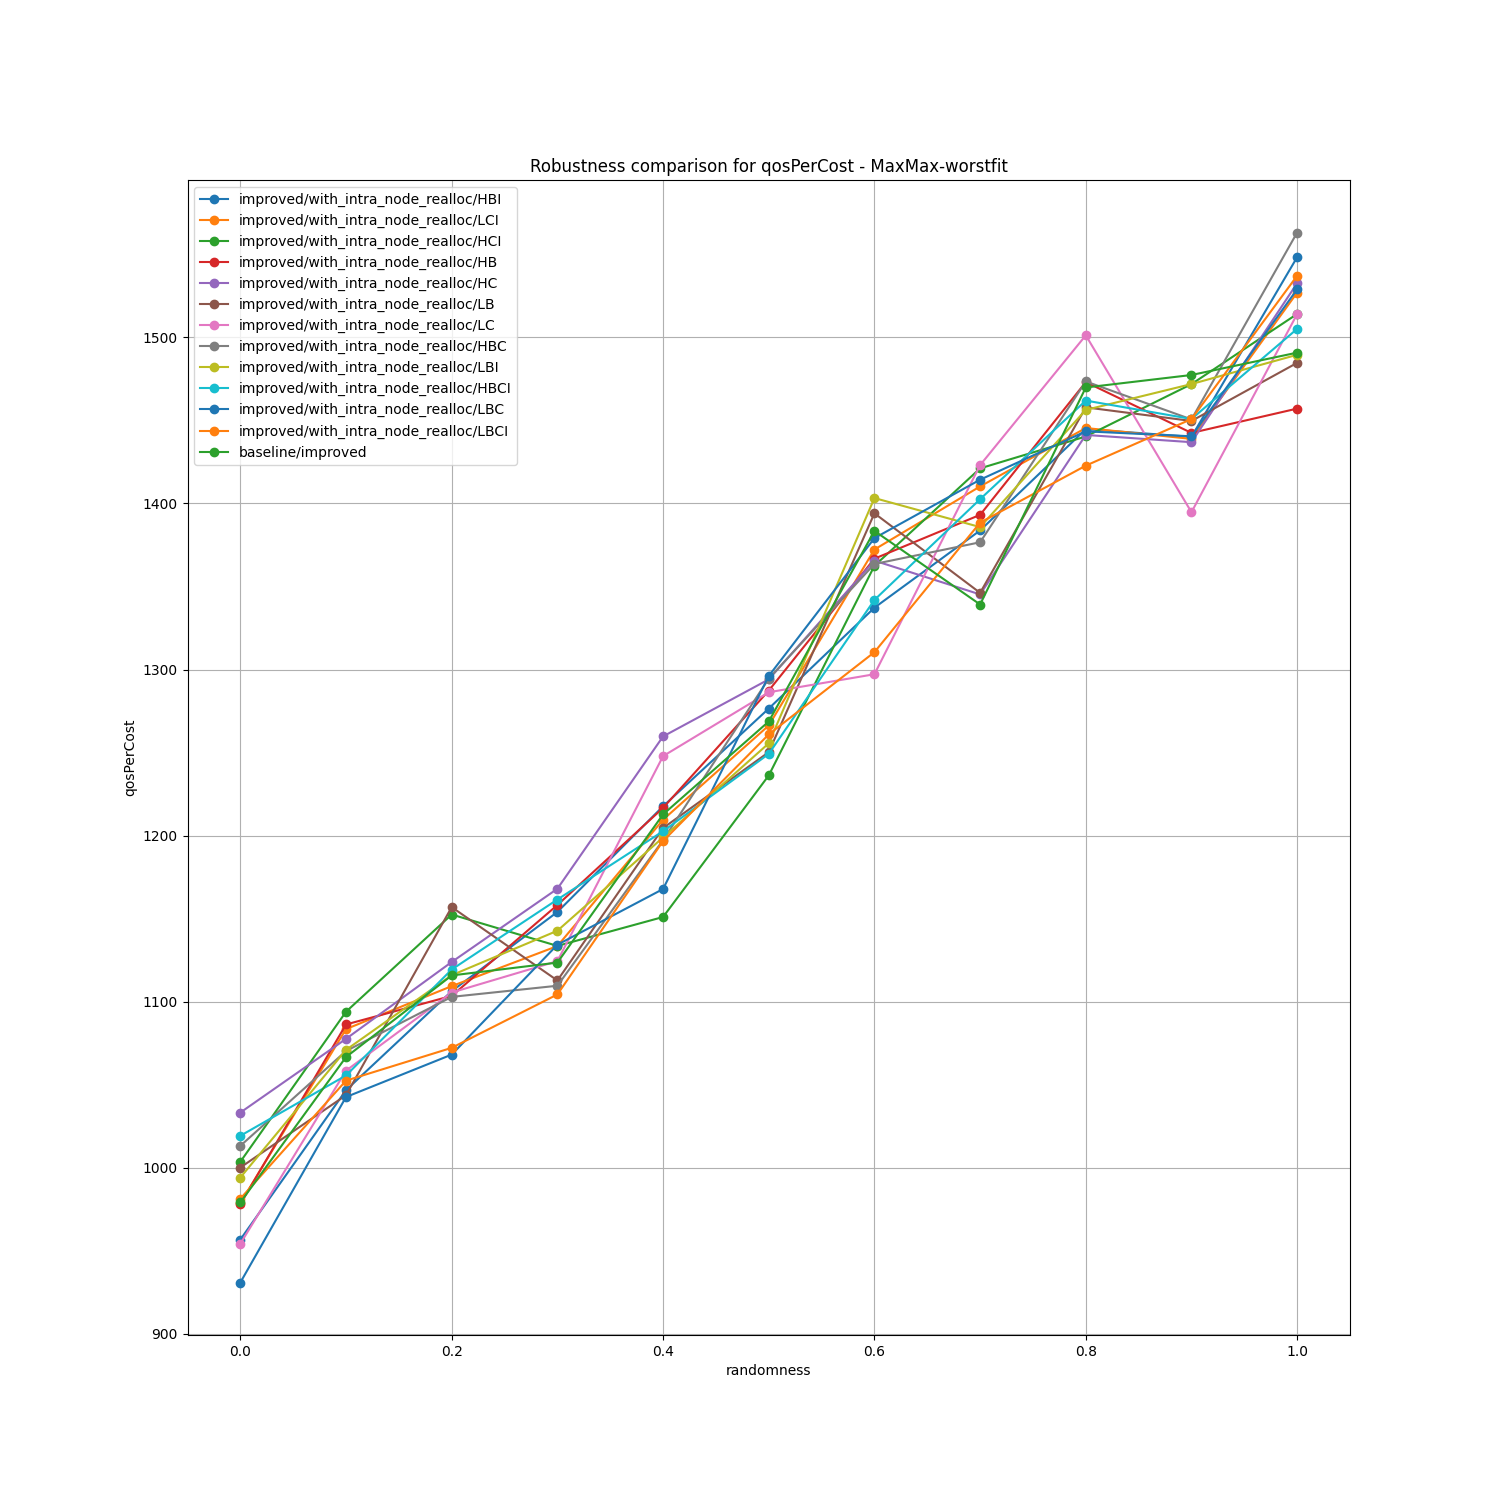 Robustness comparison for qosPerCost - MaxMax-worstfit
improved/with_intra_node_realloc/HBI
improved/with_intra_node_realloc/LCI
improved/with_intra_node_realloc/HCI
improved/with_intra_node_realloc/HB
improved/with_intra_node_realloc/HC
improved/with_intra_node_realloc/LB
improved/with_intra_node_realloc/LC
improved/with_intra_node_realloc/HBC
improved/with_intra_node_realloc/LBI
improved/with_intra_node_realloc/HBCI
improved/with_intra_node_realloc/LBC
improved/with_intra_node_realloc/LBCI
baseline/improved
1500
1400
1300
1200
1100
1000
900
qosPerCost
0.0 0.2 0.4 0.6 0.8 1.0
randomness